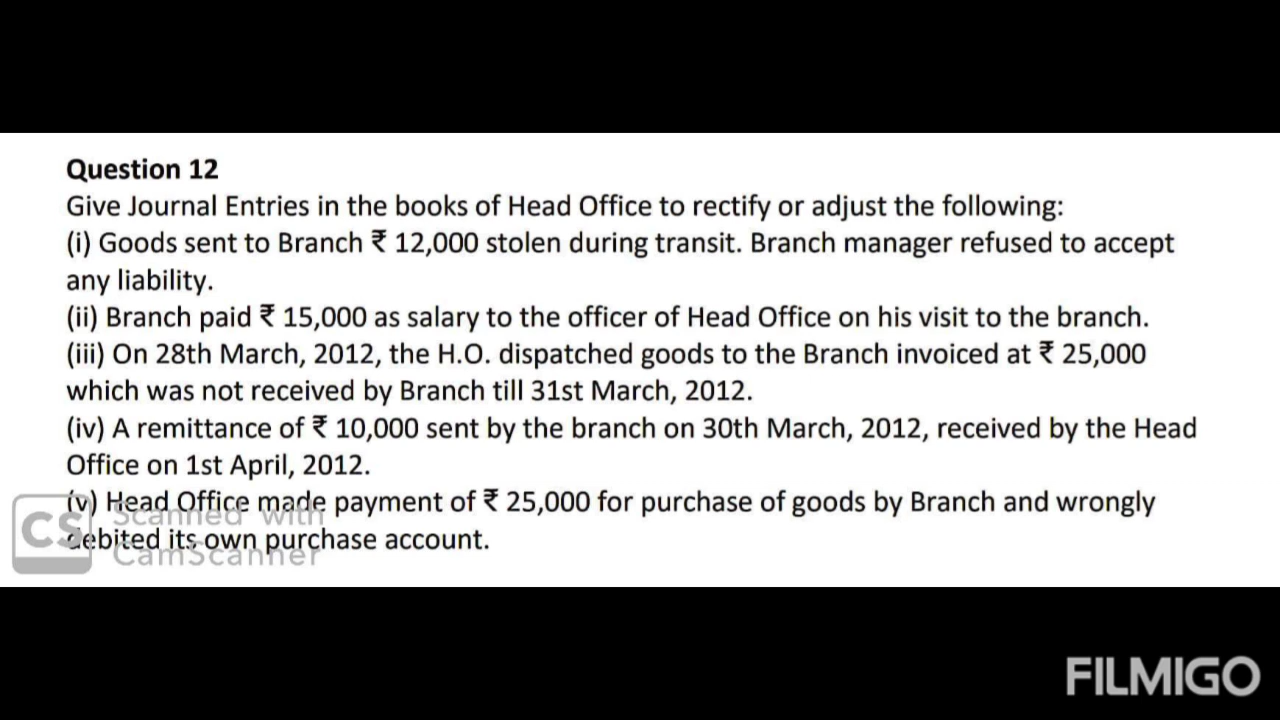 Question 12
Give Journal Entries in the books of Head Office to rectify or adjust the following:
(i) Goods sent to Branch ₹ 12,000 stolen during transit. Branch manager refused to accept
any liability.
(ii) Branch paid ₹ 15,000 as salary to the officer of Head Office on his visit to the branch.
(iii) On 28th March, 2012, the H.O. dispatched goods to the Branch invoiced at ₹ 25,000
which was not received by Branch till 31st March, 2012.
(iv) A remittance of ₹ 10,000 sent by the branch on 30th March, 2012, received by the Head
Office on 1st April, 2012.
(v) Head Office made payment of ₹ 25,000 for purchase of goods by Branch and wrongly
debited its own purchase account.
CS Scanned with
CamScanner
FILMIGO